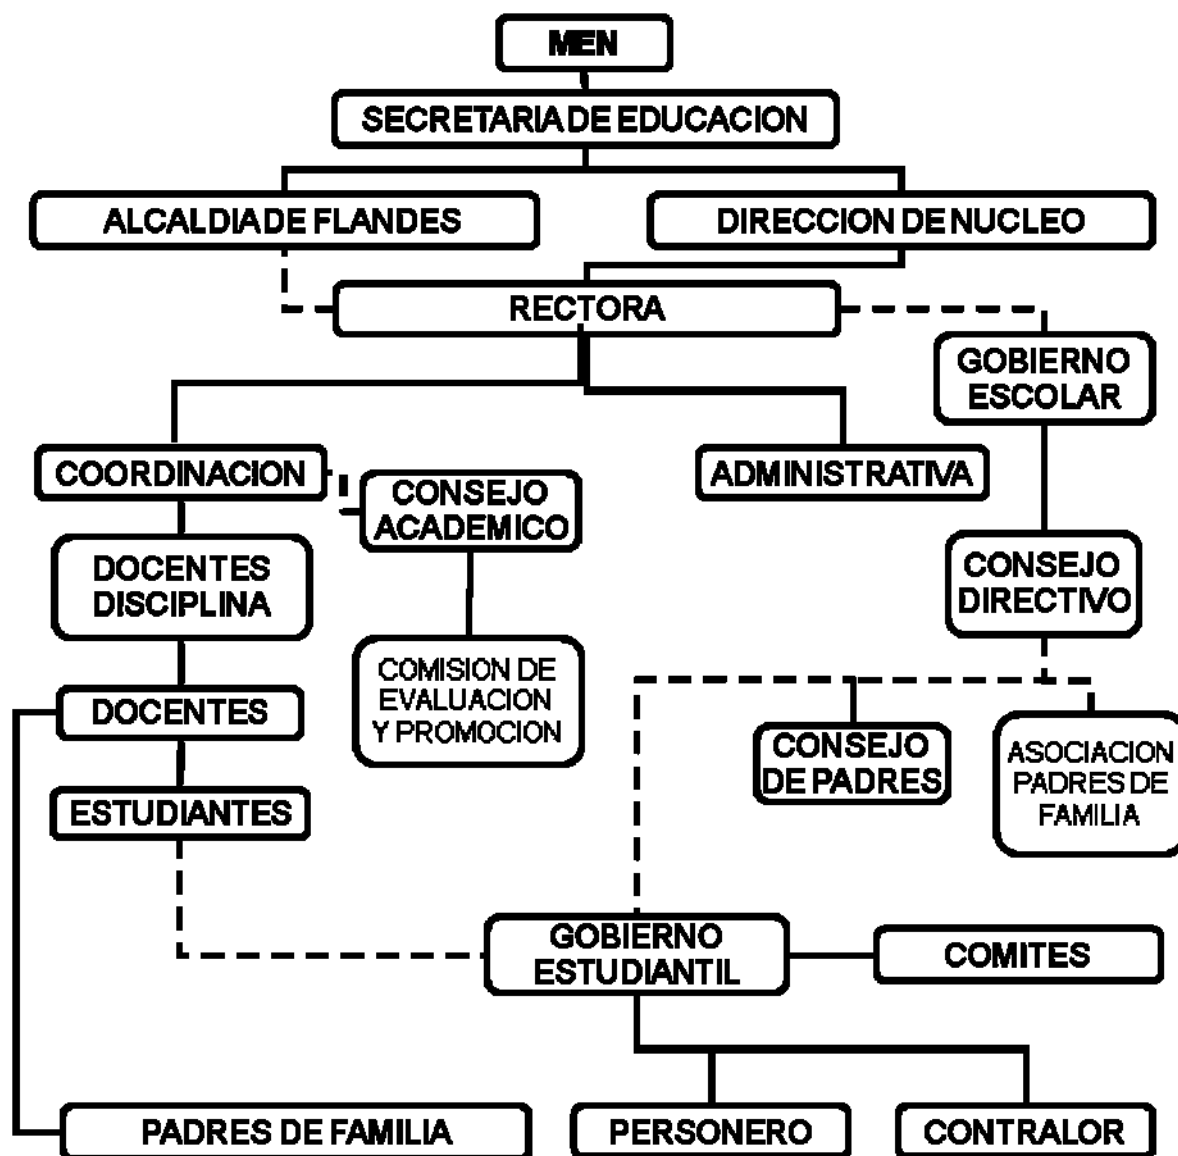 MEN
SECRETARIA DE EDUCACION
ALCALDIA DE FLANDES
DIRECCION DE NUCLEO
RECTORA
GOBIERNO
ESCOLAR
COORDINACION
CONSEJO
ACADEMICO
ADMINISTRATIVA
DOCENTES
DISCIPLINA
CONSEJO
DIRECTIVO
COMISION DE
EVALUACION
Y PROMOCION
DOCENTES
CONSEJO
DE PADRES
ASOCIACION
PADRES DE
FAMILIA
ESTUDIANTES
GOBIERNO
ESTUDIANTIL
COMITES
PADRES DE FAMILIA
PERSONERO
CONTRALOR